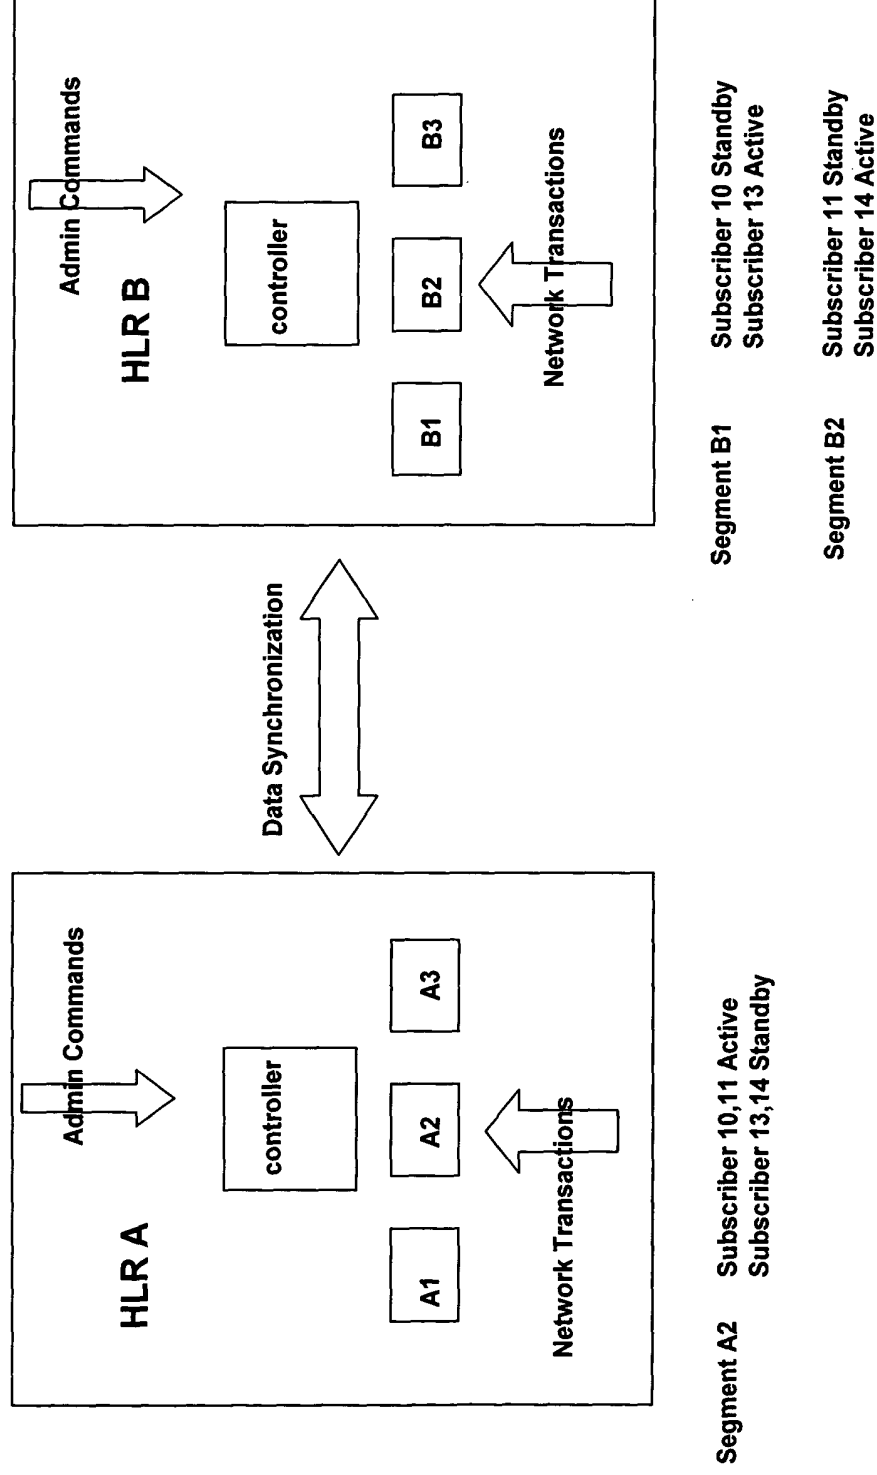 HLR A
Admin Commands
controller
A1
A2
A3
Network Transactions
Data Synchronization
HLR B
Admin Commands
controller
B1
B2
B3
Network Transactions
Segment A2 Subscriber 10,11 Active
Subscriber 13,14 Standby
Segment B1 Subscriber 10 Standby
Subscriber 13 Active
Segment B2 Subscriber 11 Standby
Subscriber 14 Active